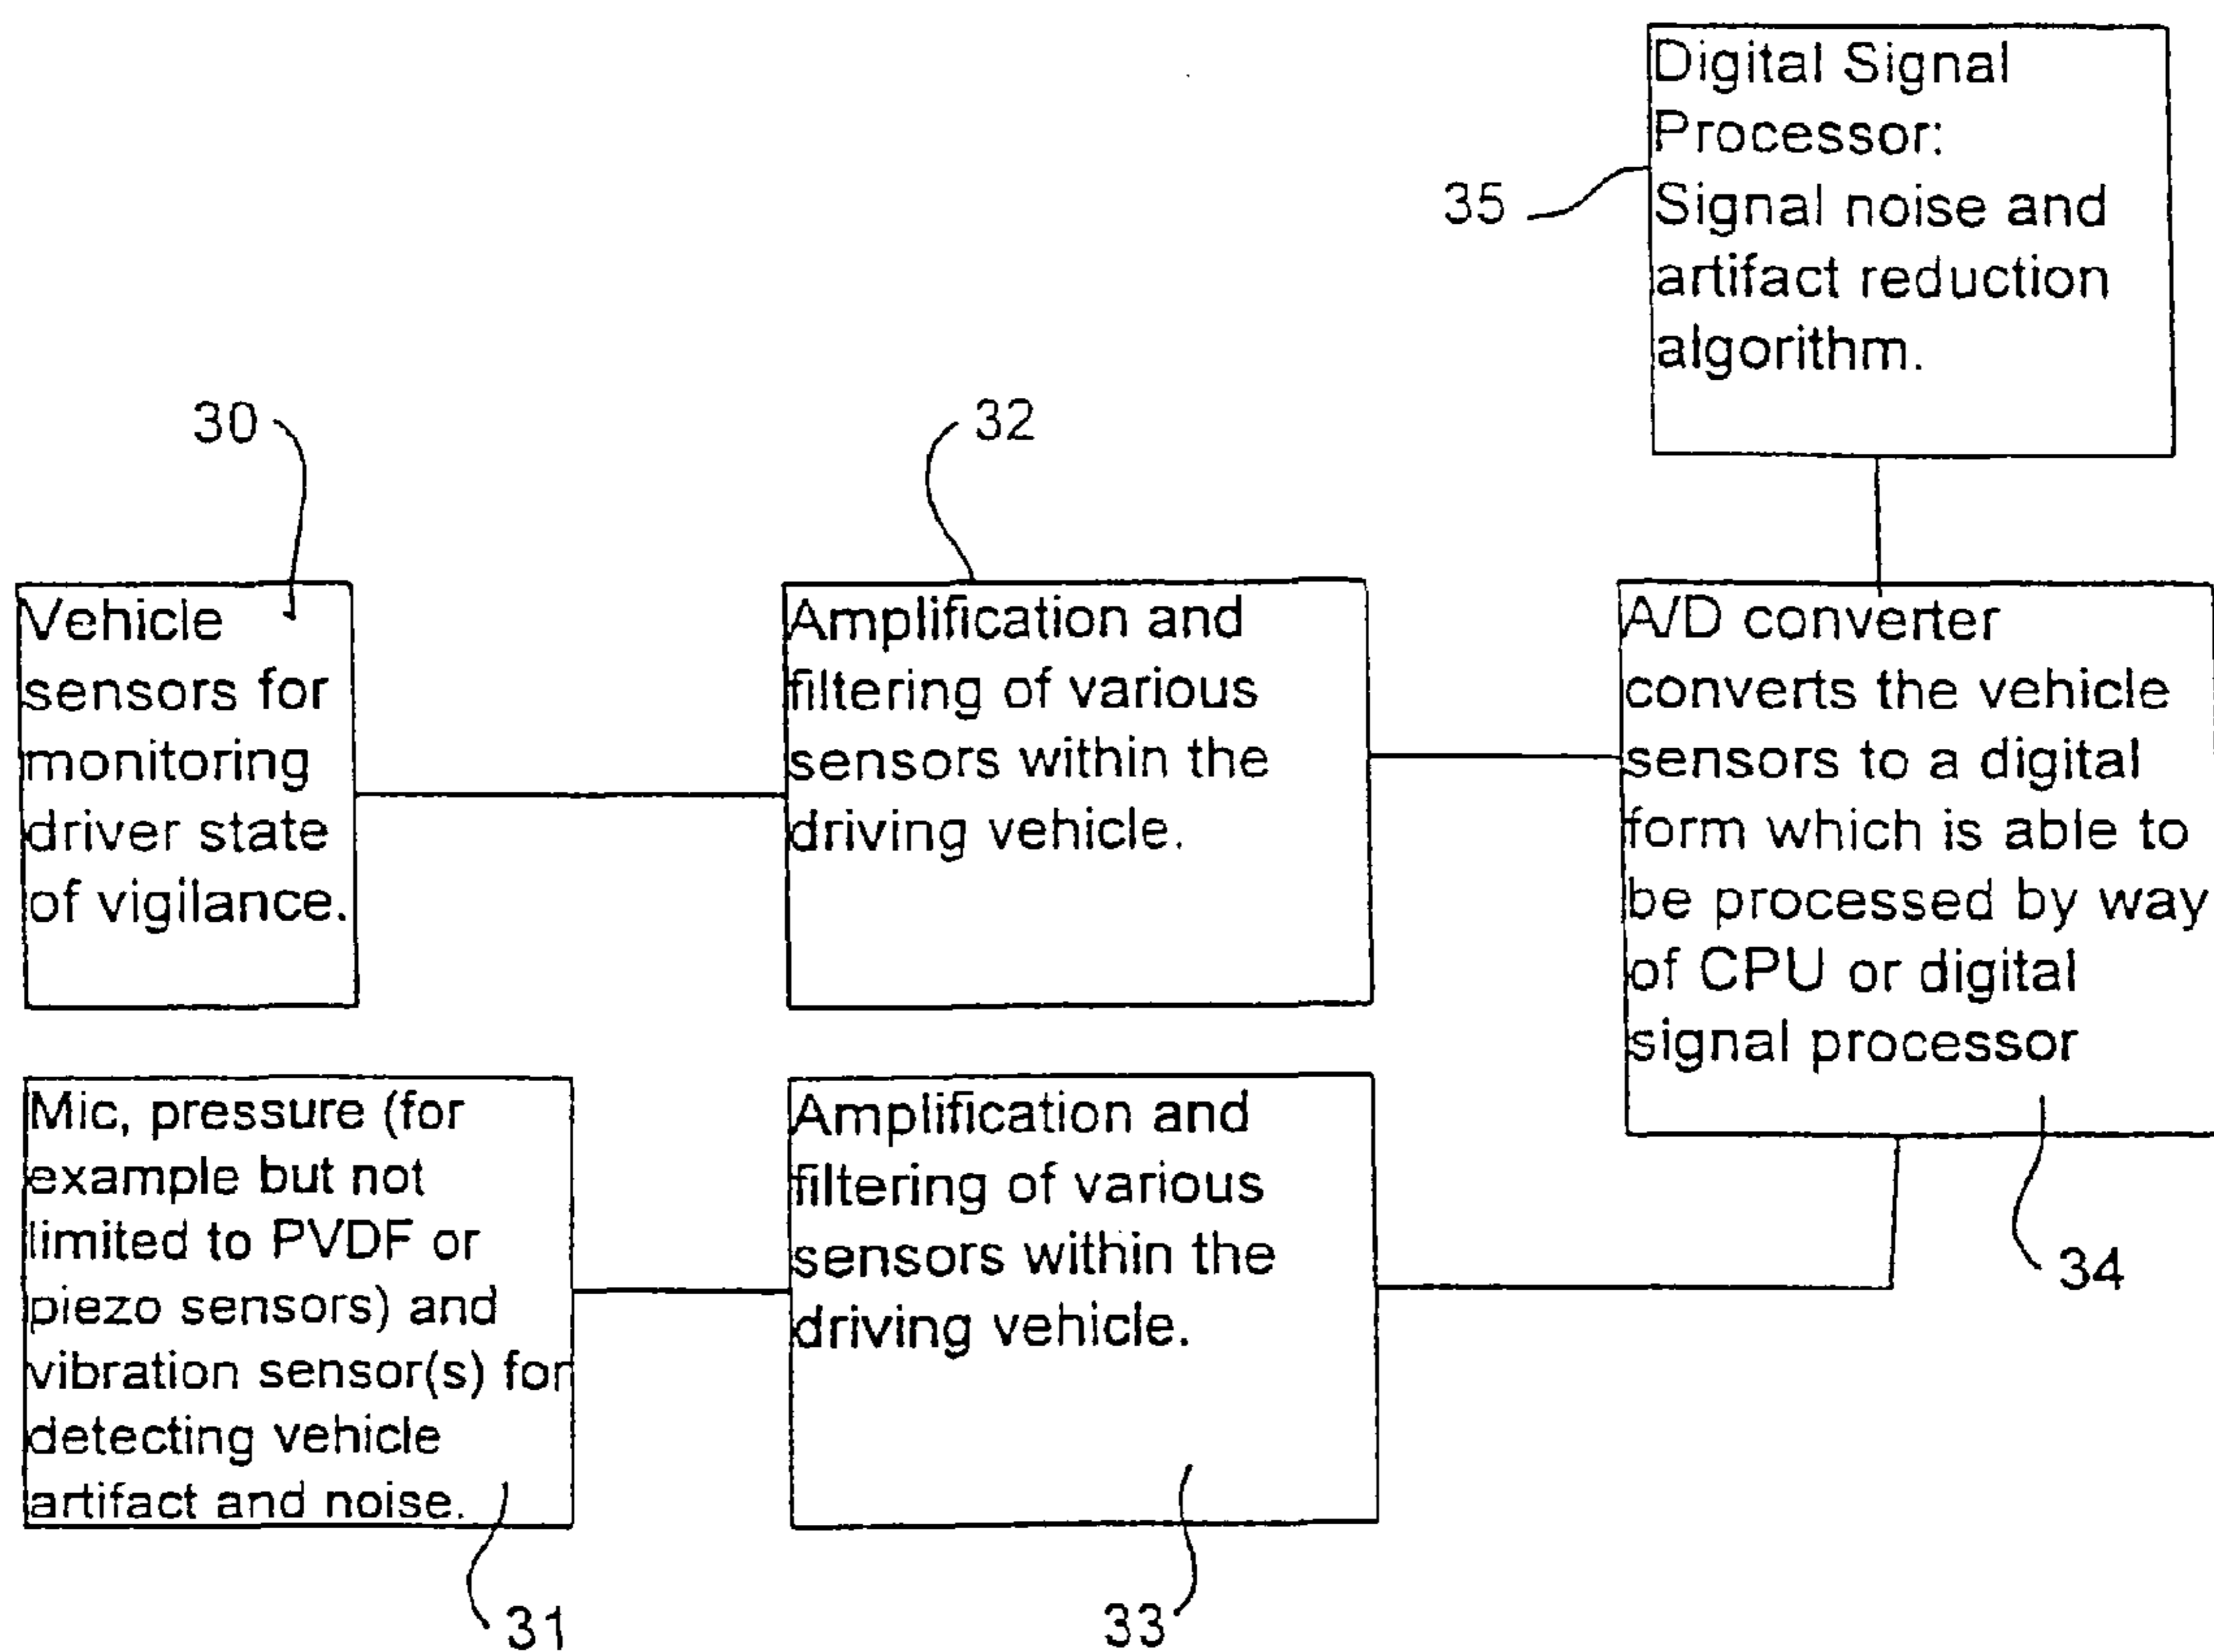 Digital Signal
Processor:
Signal noise and
artifact reduction
algorithm.
35
30
32
Vehicle
sensors for
monitoring
driver state
of vigilance.
Amplification and
filtering of various
sensors within the
driving vehicle.
A/D converter
converts the vehicle
sensors to a digital
form which is able to
be processed by way
of CPU or digital
signal processor
34
Mic, pressure (for
example but not
limited to PVDF or
piezo sensors) and
vibration sensor(s) for
detecting vehicle
artifact and noise.
31
Amplification and
filtering of various
sensors within the
driving vehicle.
33